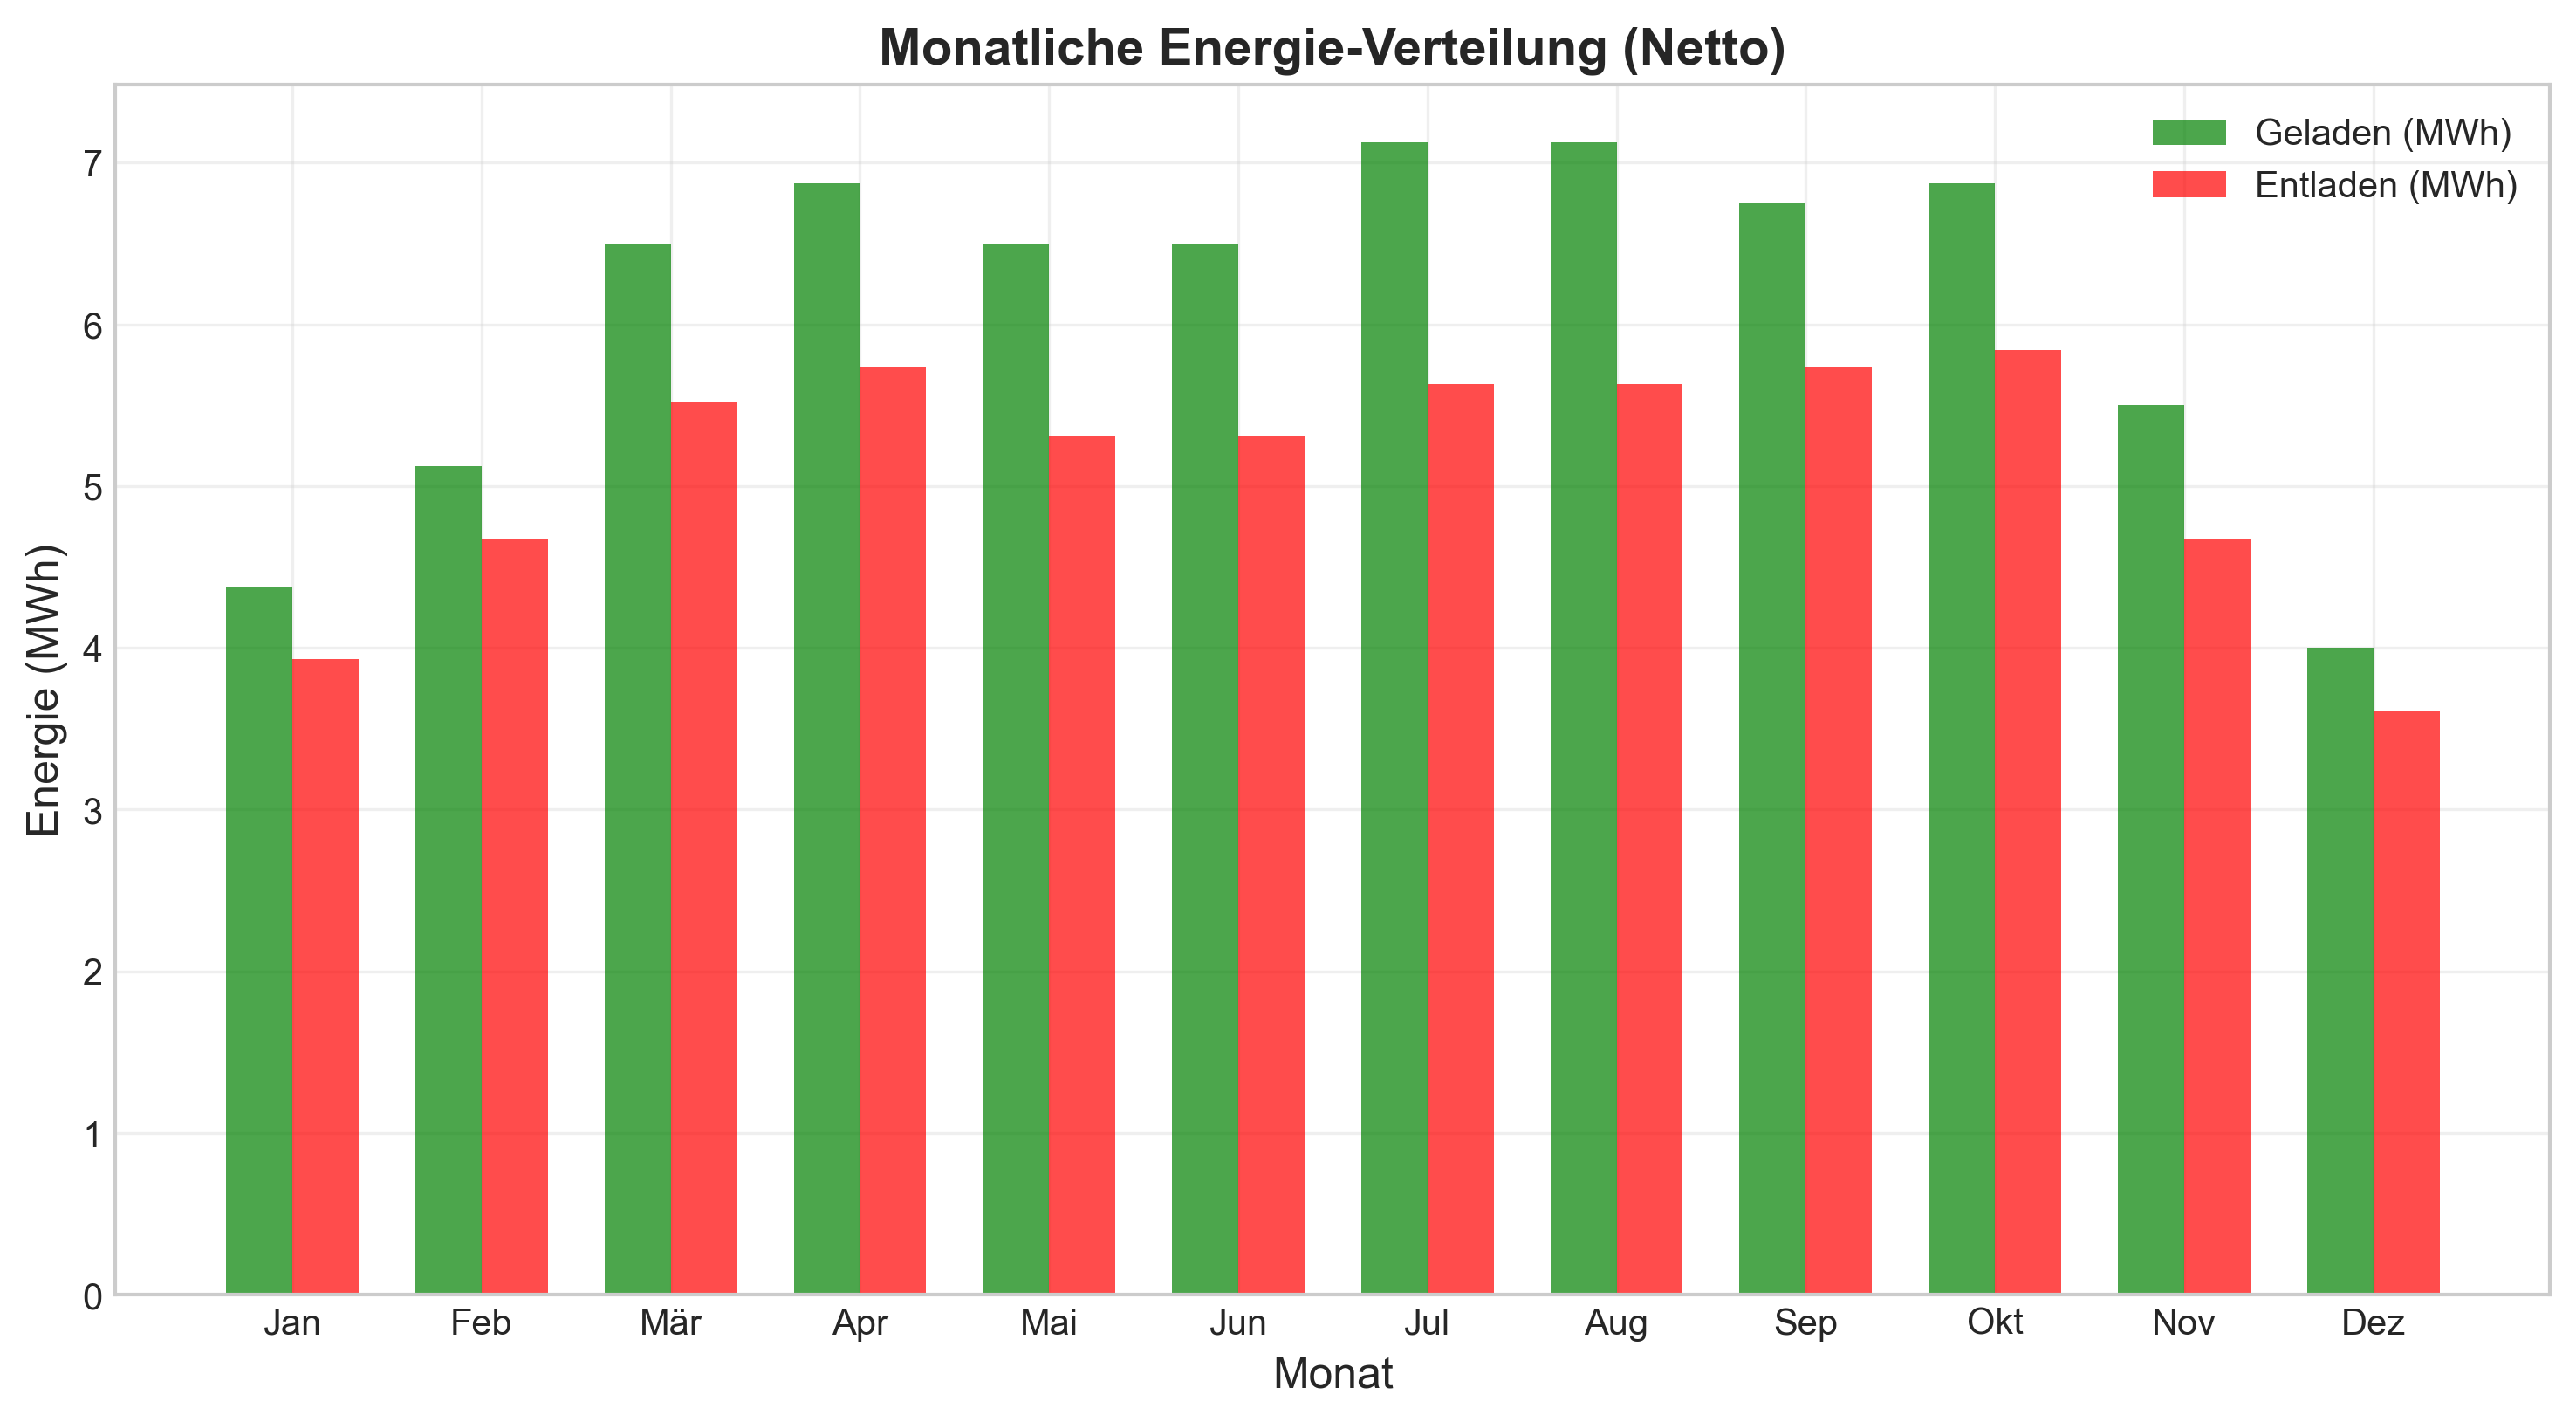 Monatliche Energie-Verteilung (Netto)
Geladen (MWh)
Entladen (MWh)
Energie (MWh)
7
6
5
4
3
2
1
0
Jan Feb Mär Apr Mai Jun Jul Aug Sep Okt Nov Dez
Monat